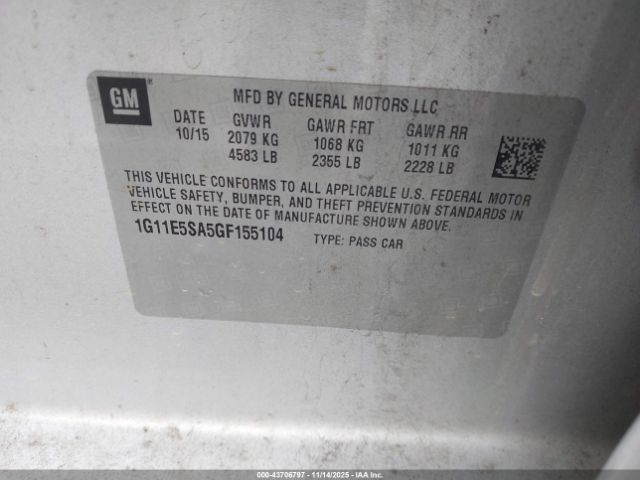 GM
MFD BY GENERAL MOTORS LLC
DATE GVWR GAWR FRT GAWR RR
10/15 2079 KG 1068 KG 1011 KG
4583 LB 2355 LB 2228 LB
THIS VEHICLE CONFORMS TO ALL APPLICABLE U.S. FEDERAL MOTOR
VEHICLE SAFETY, BUMPER, AND THEFT PREVENTION STANDARDS IN
EFFECT ON THE DATE OF MANUFACTURE SHOWN ABOVE.
1G11E5SA5GF155104 TYPE: PASS CAR
000-43706797 - 11/14/2025 - IAA Inc.